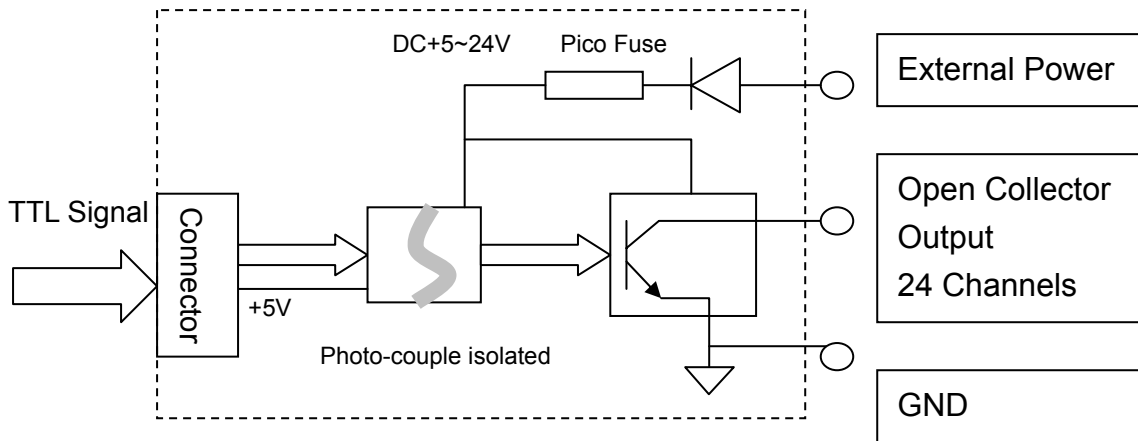 DC+5~24V
Pico Fuse
External Power
TTL Signal
Connector
+5V
Photo-couple isolated
Open Collector
Output
24 Channels
GND